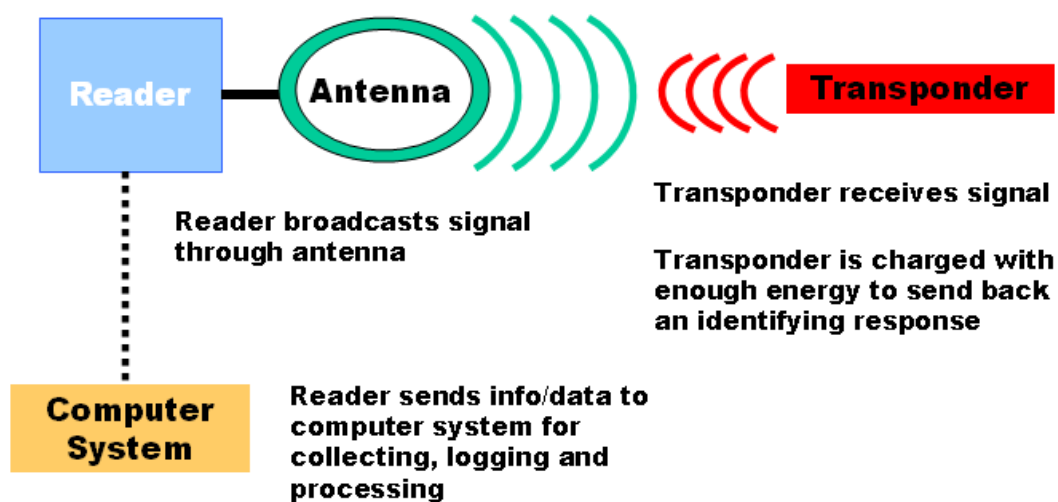 Reader
Antenna
Transponder
Reader broadcasts signal
through antenna
Transponder receives signal
Transponder is charged with
enough energy to send back
an identifying response
Computer
System
Reader sends info/data to
computer system for
collecting, logging and
processing